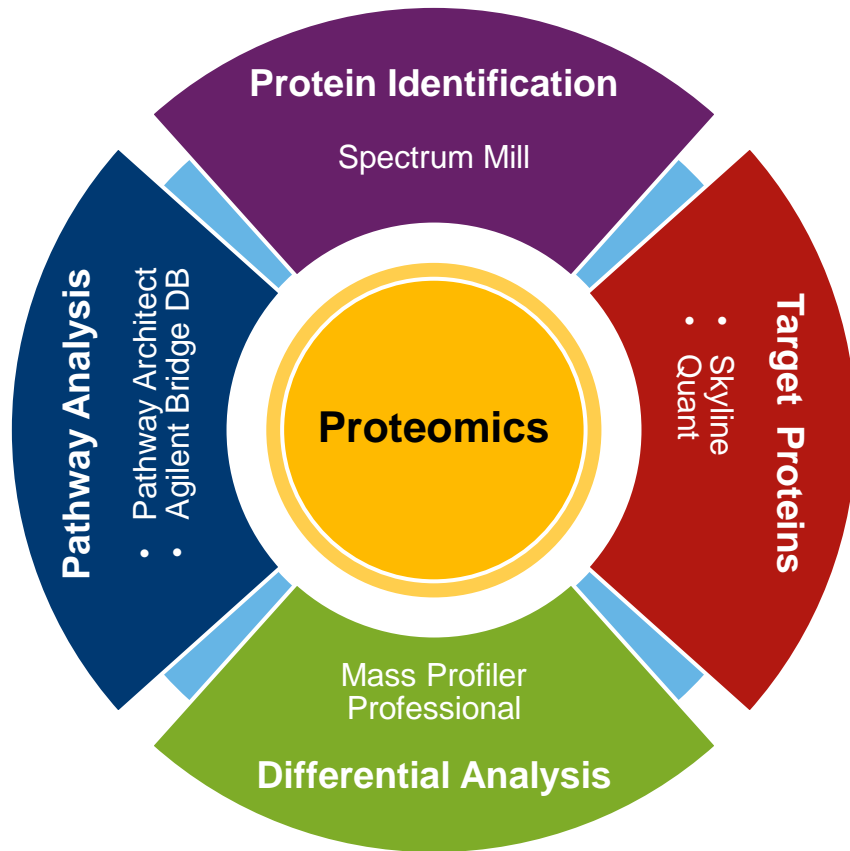 Protein Identification
Spectrum Mill
Target Proteins
• Skyline
• Quant
Proteomics
Pathway Analysis
• Pathway Architect
• Agilent Bridge DB
Mass Profiler
Professional
Differential Analysis